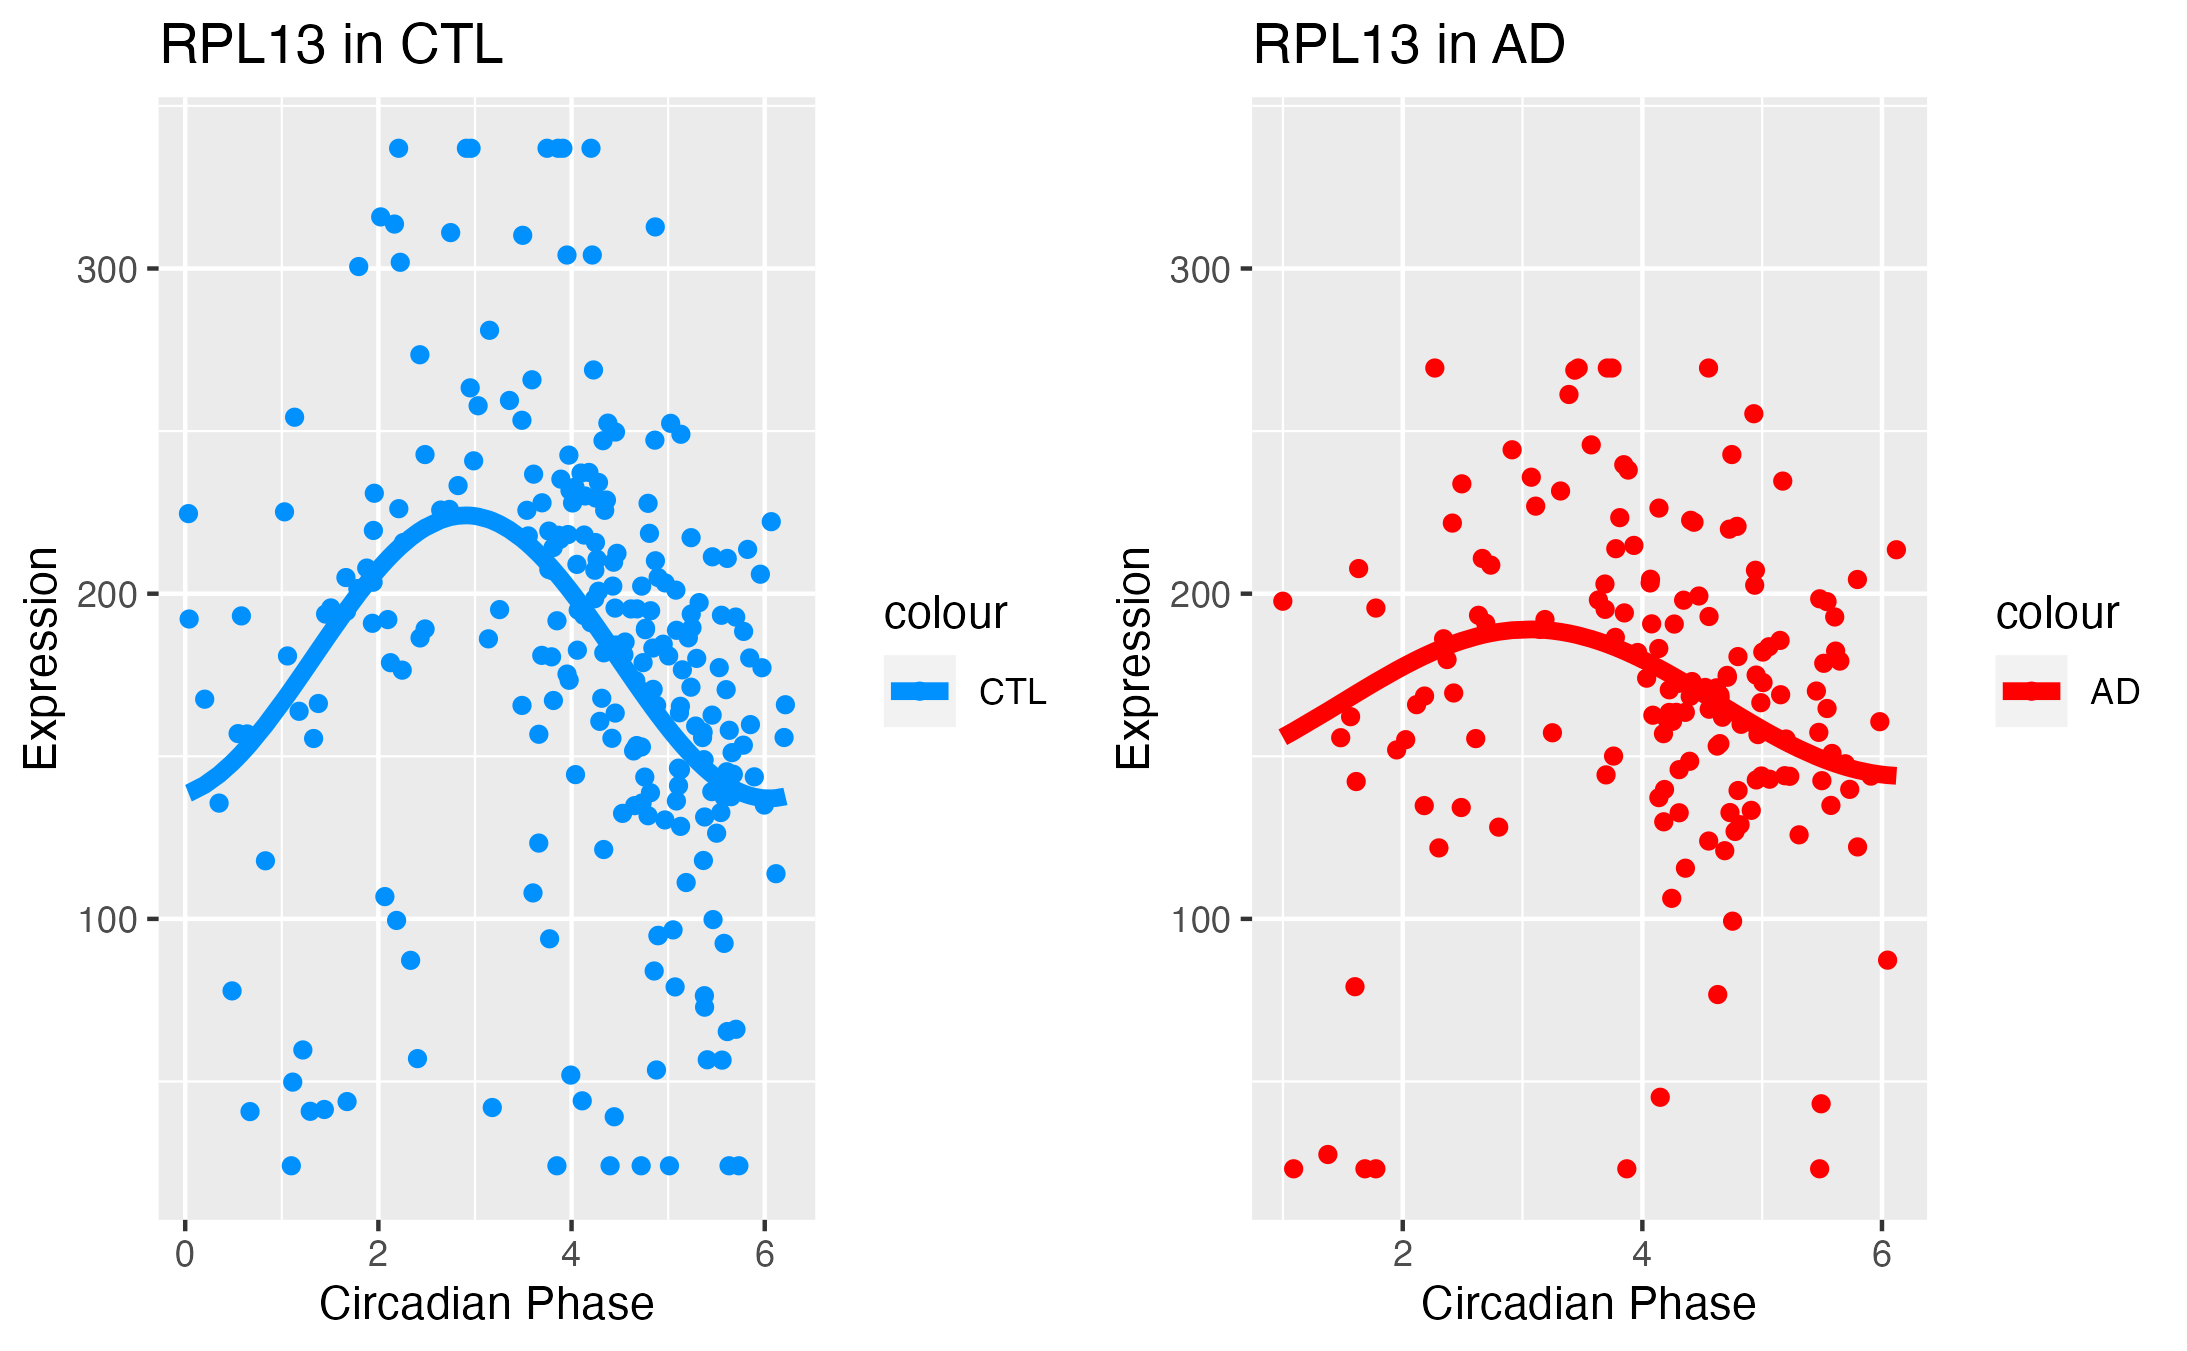 RPL13 in CTL
Expression
300
200
100
0 2 4 6
Circadian Phase
colour
CTL
RPL13 in AD
Expression
300
200
100
2 4 6
Circadian Phase
colour
AD